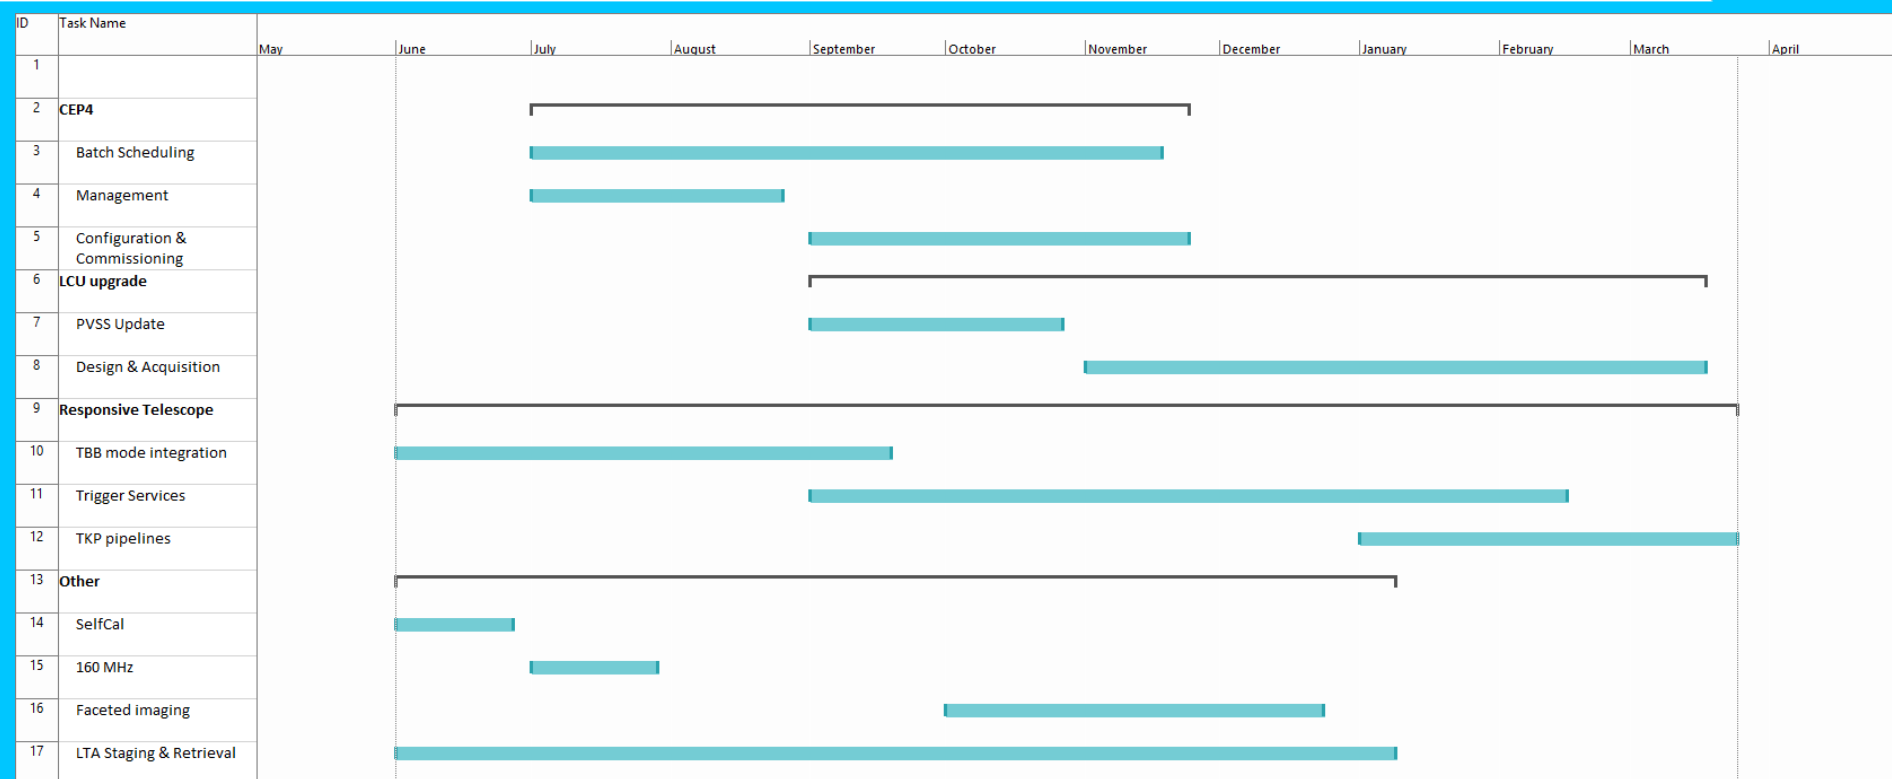 ID Task Name
May June July August September October November December January February March April
1
2 CEP4
3 Batch Scheduling
4 Management
5 Configuration &
Commissioning
6 LCU upgrade
7 PVSS Update
8 Design & Acquisition
9 Responsive Telescope
10 TBB mode integration
11 Trigger Services
12 TKP pipelines
13 Other
14 SelfCal
15 160 MHz
16 Faceted imaging
17 LTA Staging & Retrieval